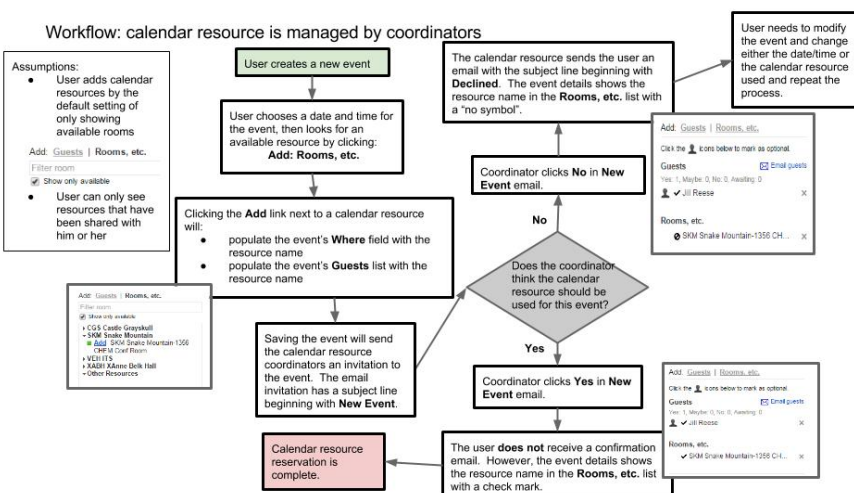 Workflow: calendar resource is managed by coordinators
Assumptions:
● User adds calendar
resources by the
default setting of
only showing
available rooms
Add: Guests | Rooms, etc.
Filter room
Show only available
● User can only see
resources that have
been shared with
him or her
User creates a new event
User chooses a date and time for
the event, then looks for an
available resource by clicking:
Add: Rooms, etc.
Clicking the Add link next to a calendar resource
will:
● populate the event's Where field with the
resource name
● populate the event's Guests list with the
resource name
Add: Guests | Rooms, etc.
Filter room
Show only available
CGS Castle Grayskull
SKM Snake Mountain
Add SKM Snake Mountain-1356
CHEM Conf Room
VEH ITS
XADH XAnne Belk Hall
Other Resources
Saving the event will send
the calendar resource
coordinators an invitation to
the event. The email
invitation has a subject line
beginning with New Event.
Does the coordinator
think the calendar
resource should be
used for this event?
No
Coordinator clicks No in New
Event email.
The calendar resource sends the user an
email with the subject line beginning with
Declined. The event details shows the
resource name in the Rooms, etc. list with
a "no symbol".
User needs to modify
the event and change
either the date/time or
the calendar resource
used and repeat the
process.
Add: Guests | Rooms, etc.
Click the icons below to mark as optional.
Guests Email guests
Yes: 1, Maybe: 0, No: 0, Awaiting: 0
✔ Jill Reese x
Rooms, etc.
SKM Snake Mountain-1356 CH... x
Yes
Coordinator clicks Yes in New
Event email.
The user does not receive a confirmation
email. However, the event details shows
the resource name in the Rooms, etc. list
with a check mark.
Add: Guests | Rooms, etc.
Click the icons below to mark as optional.
Guests Email guests
Yes: 1, Maybe: 0, No: 0, Awaiting: 0
✔ Jill Reese x
Rooms, etc.
✔ SKM Snake Mountain-1356 CH... x
Calendar resource
reservation is
complete.